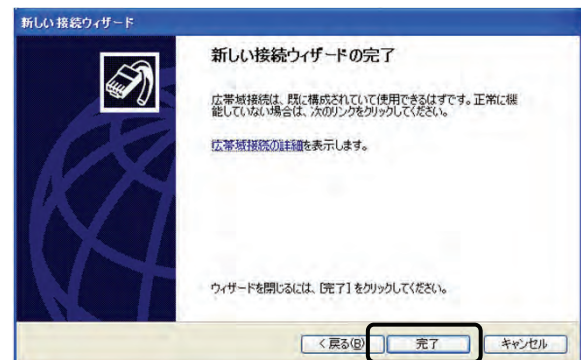 新しい接続ウィザード
新しい接続ウィザードの完了
広帯域接続は、既に構成されていて使用できるはずです。正常に機
能していない場合は、次のリンクをクリックしてください。
広帯域接続の詳細を表示します。
ウィザードを閉じるには、[完了] をクリックしてください。
< 戻る(B)
完了
キャンセル